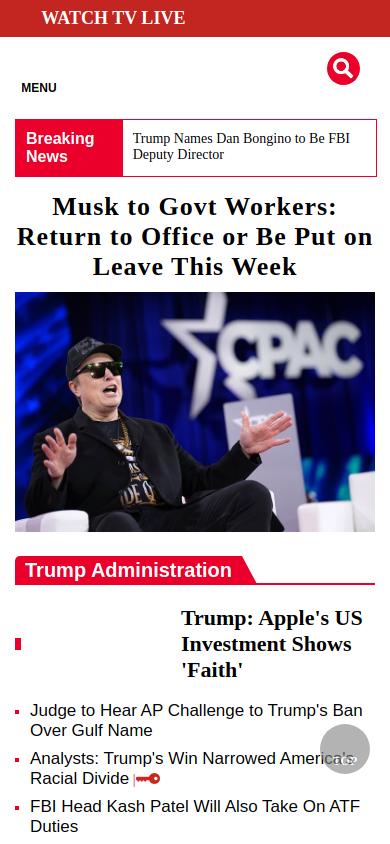 WATCH TV LIVE
MENU
Breaking
News
Trump Names Dan Bongino to Be FBI
Deputy Director
Musk to Govt Workers:
Return to Office or Be Put on
Leave This Week
CPAC
Trump Administration
Trump: Apple's US
Investment Shows
'Faith'
Judge to Hear AP Challenge to Trump's Ban
Over Gulf Name
Analysts: Trump's Win Narrowed America's
Racial Divide
TOP
FBI Head Kash Patel Will Also Take On ATF
Duties